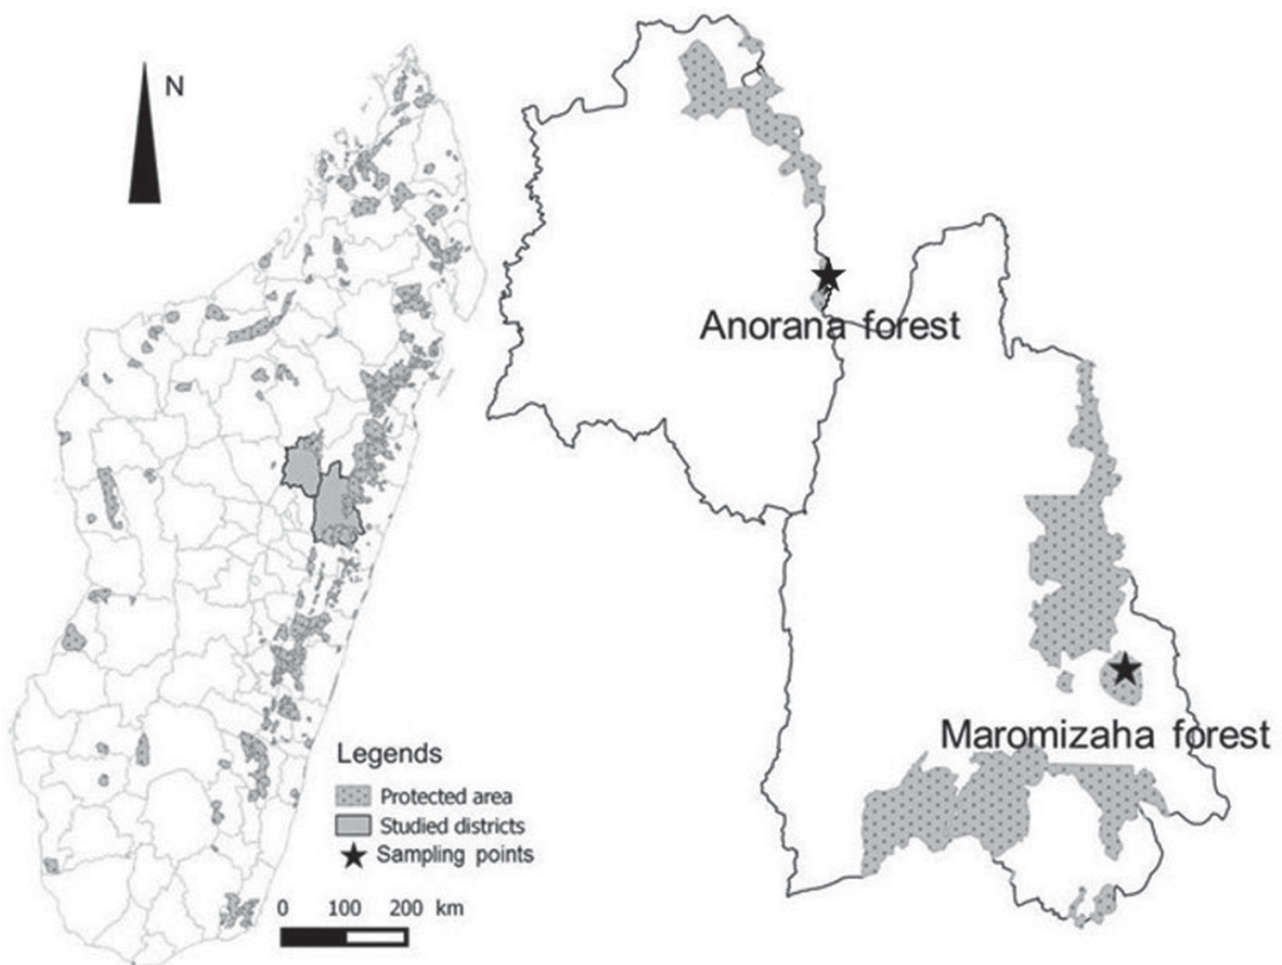 N
Anorana forest
Maromizaha forest
Legends
Protected area
Studied districts
Sampling points
0 100 200 km